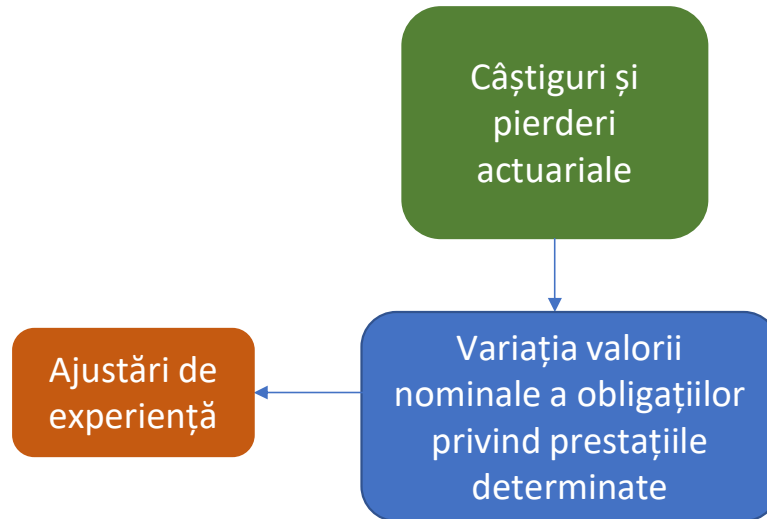 Câștiguri și
pierderi
actuariale
Variația valorii
nominale a obligațiilor
privind prestațiile
determinate
Ajustări de
experiență